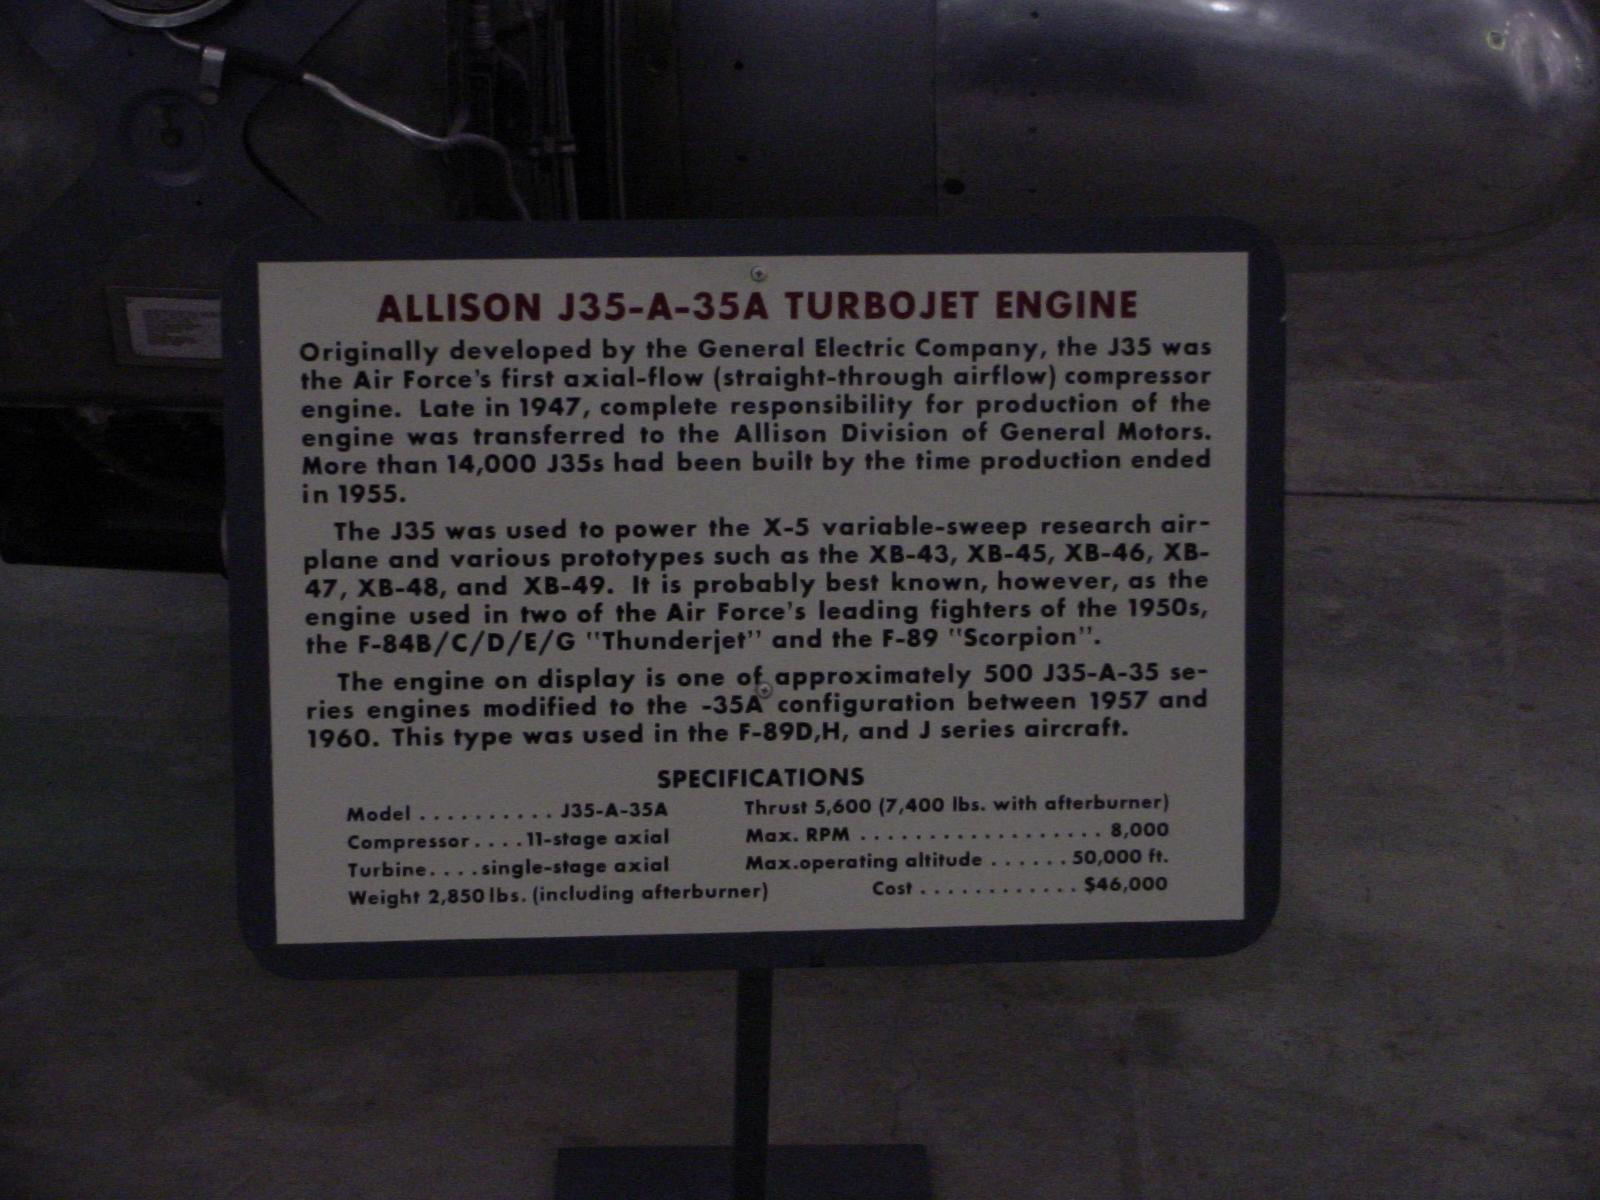 ALLISON J35-A-35A TURBOJET ENGINE
Originally developed by the General Electric Company, the J35 was
the Air Force's first axial-flow (straight-through airflow) compressor
engine. Late in 1947, complete responsibility for production of the
engine was transferred to the Allison Division of General Motors.
More than 14,000 J35s had been built by the time production ended
in 1955.
The J35 was used to power the X-5 variable-sweep research air-
plane and various prototypes such as the XB-43, XB-45, XB-46, XB-
47, XB-48, and XB-49. It is probably best known, however, as the
engine used in two of the Air Force's leading fighters of the 1950s,
the F-84B/C/D/E/G "Thunderjet" and the F-89 "Scorpion".
The engine on display is one of approximately 500 J35-A-35 se-
ries engines modified to the -35A configuration between 1957 and
1960. This type was used in the F-89D,H, and J series aircraft.
SPECIFICATIONS
Model .......... J35-A-35A
Compressor .... 11-stage axial
Turbine.... single-stage axial
Weight 2,850 lbs. (including afterburner)
Thrust 5,600 (7,400 lbs. with afterburner)
Max. RPM .................. 8,000
Max.operating altitude ...... 50,000 ft.
Cost ............ $46,000